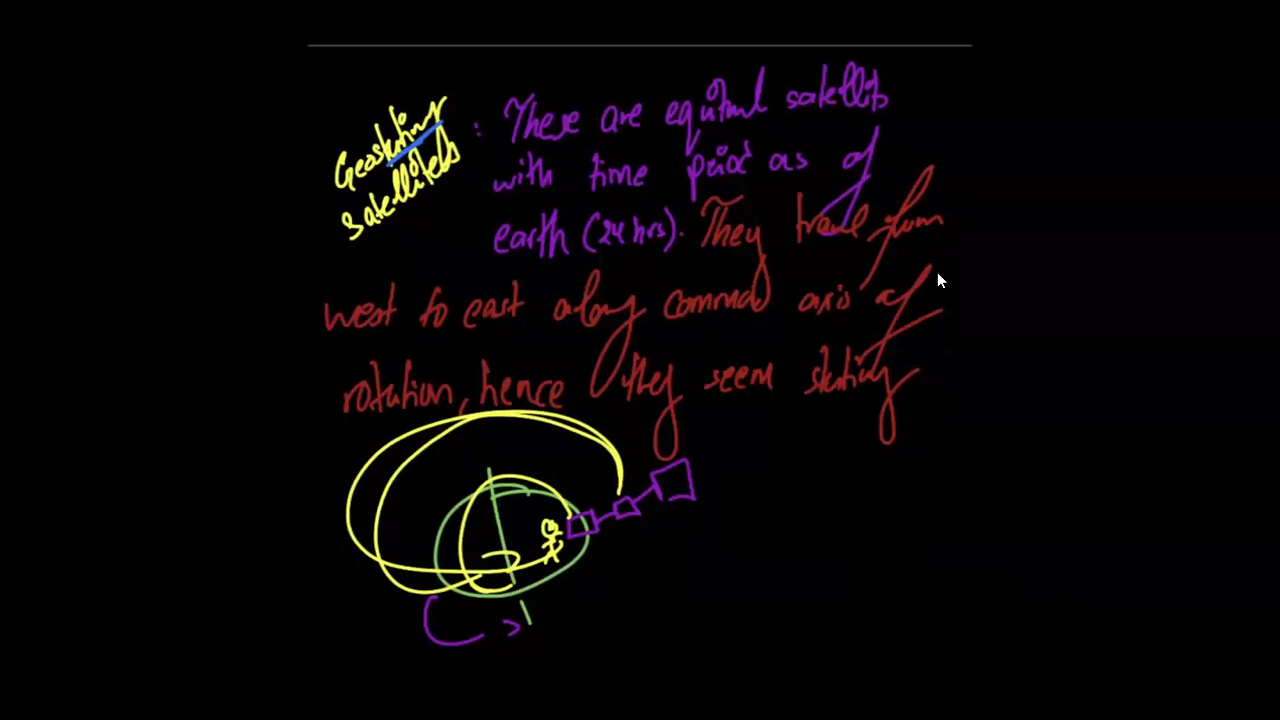 Geostationary : These are equitorial satellites
Satellites with time period as of
earth (24 hrs). They travel from
west to east along common axis of
rotation, hence they seem stationary